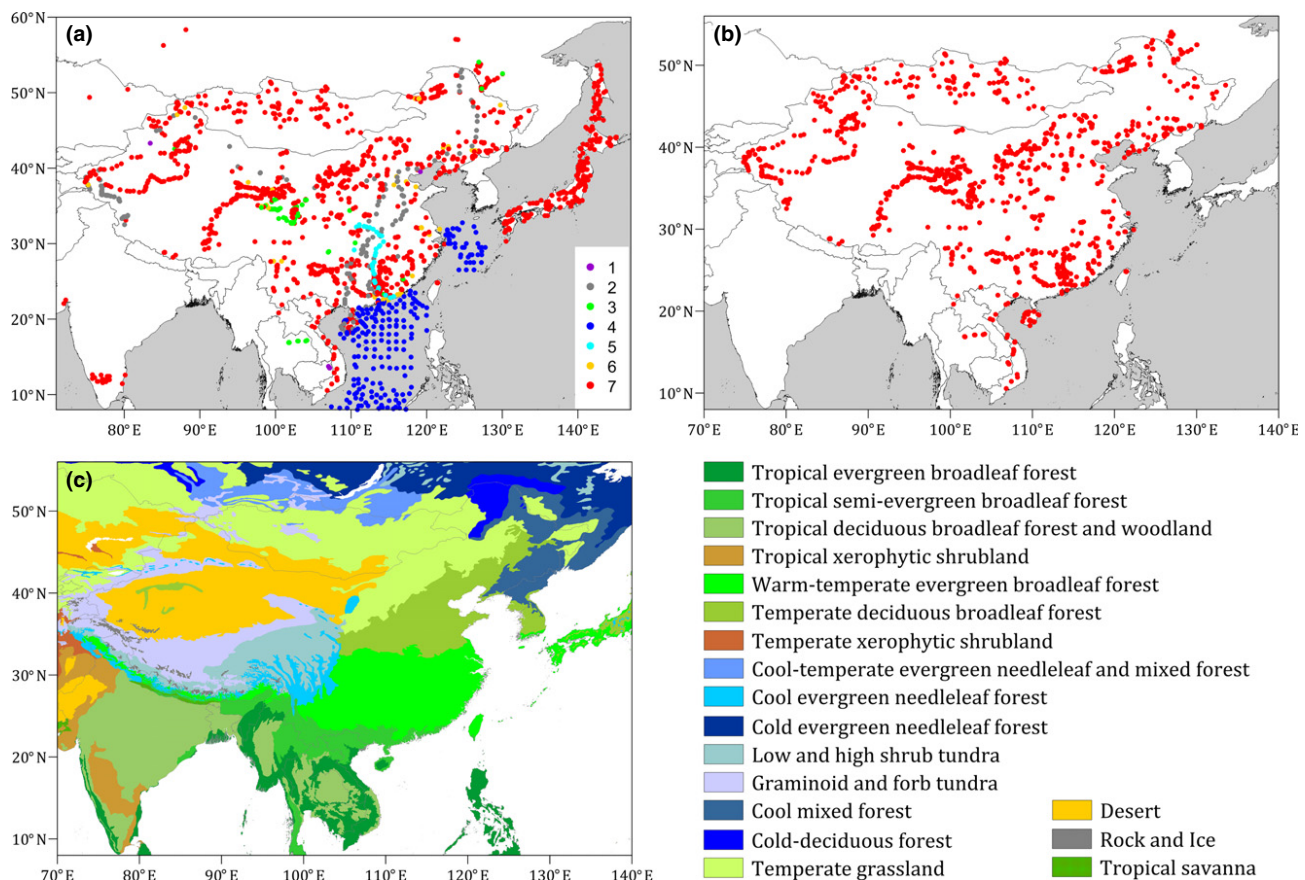 (a)
60°N
50°N
40°N
30°N
20°N
10°N
80°E 90°E 100°E 110°E 120°E 130°E 140°E
1
2
3
4
5
6
7
(b)
50°N
40°N
30°N
20°N
10°N
70°E 80°E 90°E 100°E 110°E 120°E 130°E 140°E
(c)
50°N
40°N
30°N
20°N
10°N
70°E 80°E 90°E 100°E 110°E 120°E 130°E 140°E
Tropical evergreen broadleaf forest
Tropical semi-evergreen broadleaf forest
Tropical deciduous broadleaf forest and woodland
Tropical xerophytic shrubland
Warm-temperate evergreen broadleaf forest
Temperate deciduous broadleaf forest
Temperate xerophytic shrubland
Cool-temperate evergreen needleleaf and mixed forest
Cool evergreen needleleaf forest
Cold evergreen needleleaf forest
Low and high shrub tundra
Graminoid and forb tundra
Cool mixed forest
Cold-deciduous forest
Temperate grassland
Desert
Rock and Ice
Tropical savanna